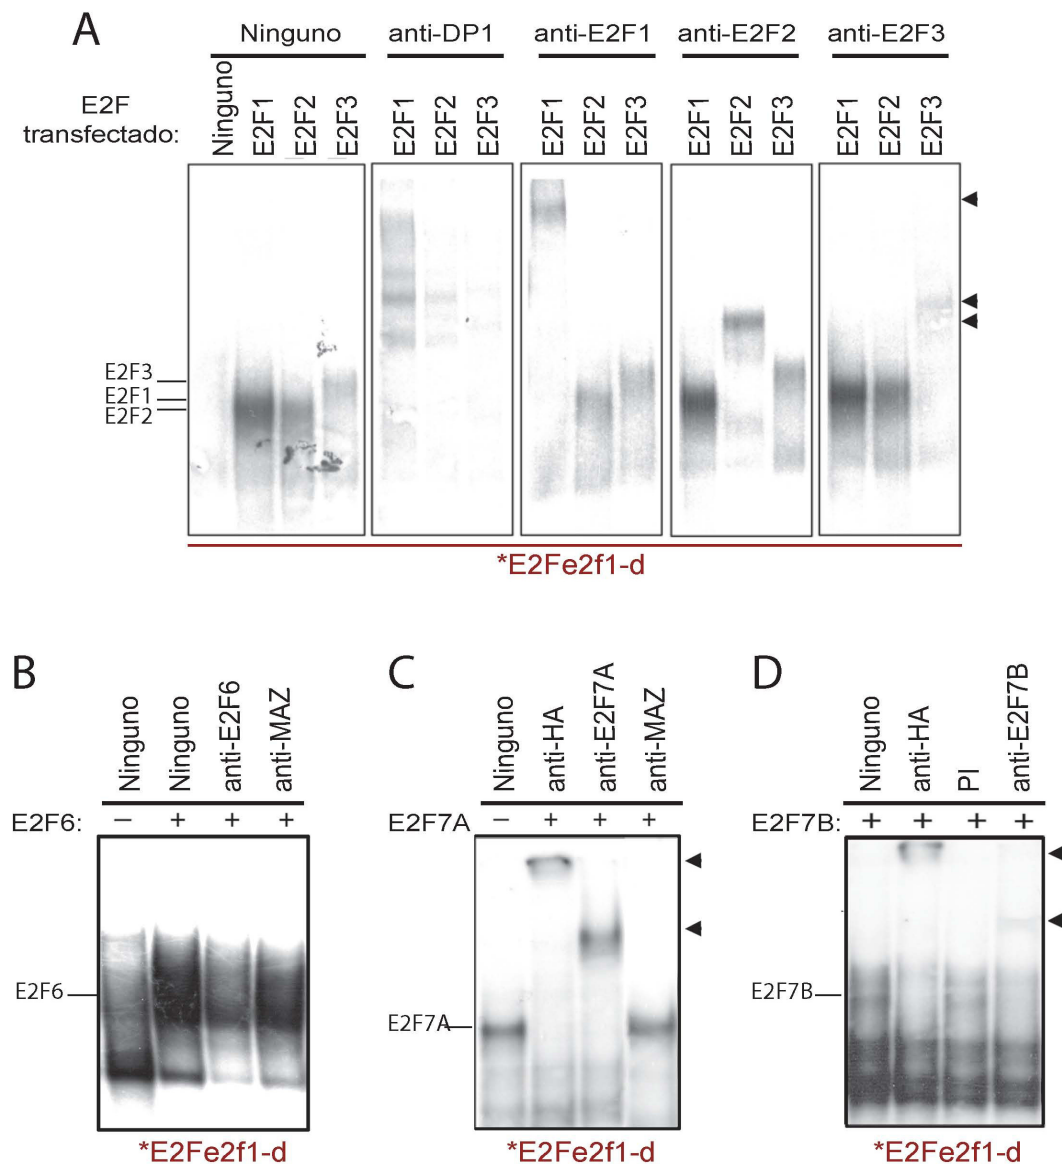 A
Ninguno anti-DP1 anti-E2F1 anti-E2F2 anti-E2F3
E2F
transfectado:
Ninguno E2F1 E2F2 E2F3 E2F1 E2F2 E2F3 E2F1 E2F2 E2F3 E2F1 E2F2 E2F3 E2F1 E2F2 E2F3
E2F3
E2F1
E2F2
*E2Fe2f1-d
B
Ninguno Ninguno anti-E2F6 anti-MAZ
E2F6: – + + +
E2F6
*E2Fe2f1-d
C
Ninguno anti-HA anti-E2F7A anti-MAZ
E2F7A – + + +
E2F7A
*E2Fe2f1-d
D
Ninguno anti-HA PI anti-E2F7B
E2F7B: + + + +
E2F7B
*E2Fe2f1-d